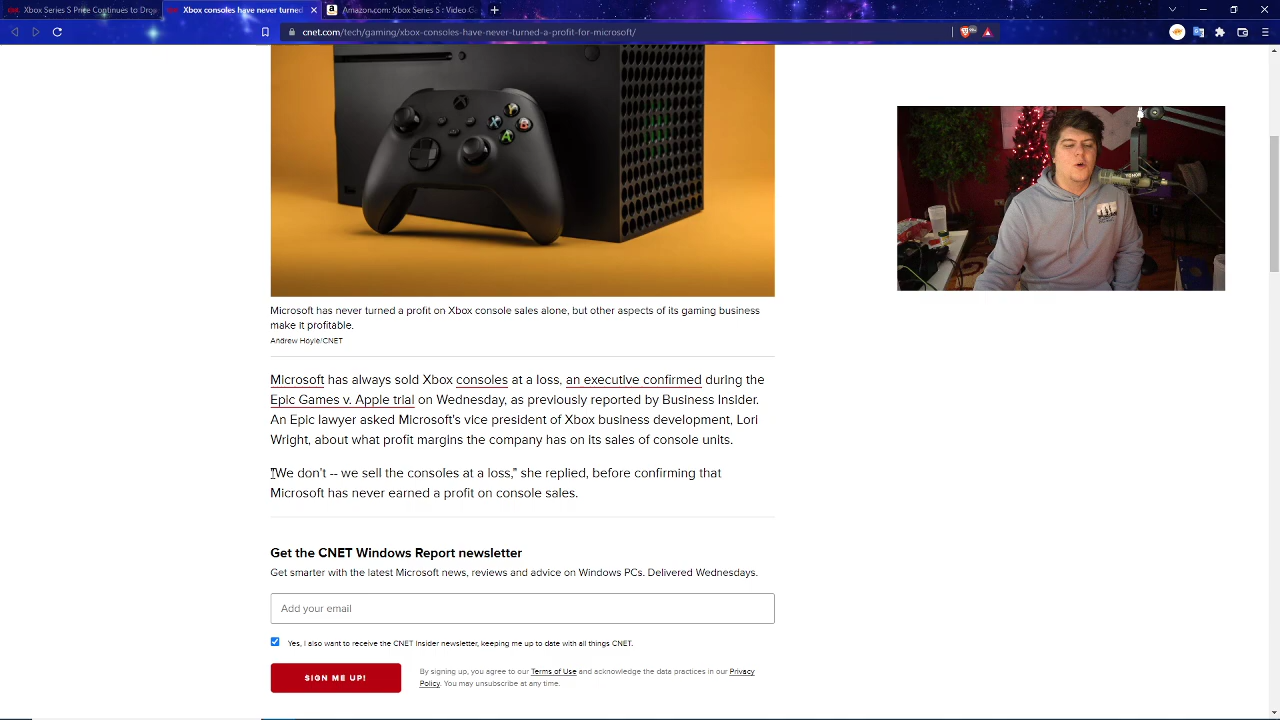 Xbox Series S Price Continues to Drop
Xbox consoles have never turned
Amazon.com: Xbox Series S : Video G
cnet.com/tech/gaming/xbox-consoles-have-never-turned-a-profit-for-microsoft/
Microsoft has never turned a profit on Xbox console sales alone, but other aspects of its gaming business
make it profitable.
Andrew Hoyle/CNET
Microsoft has always sold Xbox consoles at a loss, an executive confirmed during the
Epic Games v. Apple trial on Wednesday, as previously reported by Business Insider.
An Epic lawyer asked Microsoft's vice president of Xbox business development, Lori
Wright, about what profit margins the company has on its sales of console units.
"We don't -- we sell the consoles at a loss," she replied, before confirming that
Microsoft has never earned a profit on console sales.
Get the CNET Windows Report newsletter
Get smarter with the latest Microsoft news, reviews and advice on Windows PCs. Delivered Wednesdays.
Add your email
Yes, I also want to receive the CNET Insider newsletter, keeping me up to date with all things CNET.
SIGN ME UP!
By signing up, you agree to our Terms of Use and acknowledge the data practices in our Privacy
Policy. You may unsubscribe at any time.